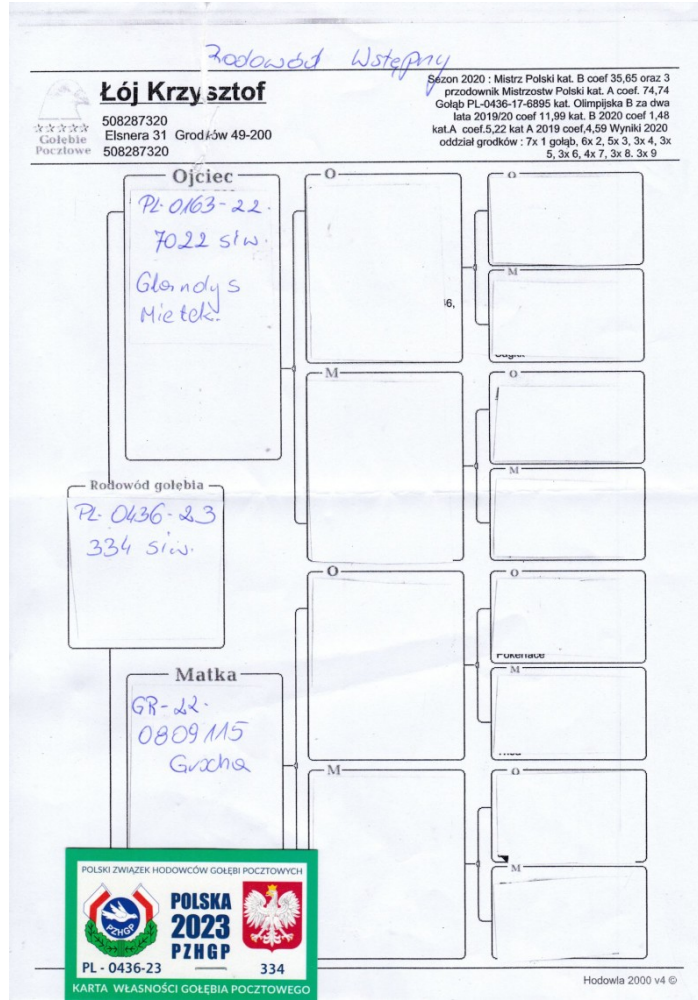 Rodowód Wstępny
Łój Krzysztof
508287320
Elsnera 31 Grodków 49-200
508287320
Gołębie
Pocztowe
Sezon 2020 : Mistrz Polski kat. B coef 35,65 oraz 3
przodownik Mistrzostw Polski kat. A coef. 74,74
Gołąb PL-0436-17-6895 kat. Olimpijska B za dwa
lata 2019/20 coef 11,99 kat. B 2020 coef 1,48
kat.A coef.5,22 kat A 2019 coef,4,59 Wyniki 2020
oddział grodków : 7x 1 gołąb, 6x 2, 5x 3, 3x 4, 3x
5, 3x 6, 4x 7, 3x 8. 3x 9
Ojciec
PL-0163-22-
7022 siw.
Glandys
Mietek.
O
6,
M
O
M
O
M
Rodowód gołębia
PL-0436-23
334 siw.
Matka
GR-22-
0809115
Grocha
O
M
O
Pokerface
M
O
M
POLSKI ZWIĄZEK HODOWCÓW GOŁĘBI POCZTOWYCH
PZHGP
POLSKA
2023
PZHGP
PL - 0436-23
334
KARTA WŁASNOŚCI GOŁĘBIA POCZTOWEGO
Hodowla 2000 v4 ©